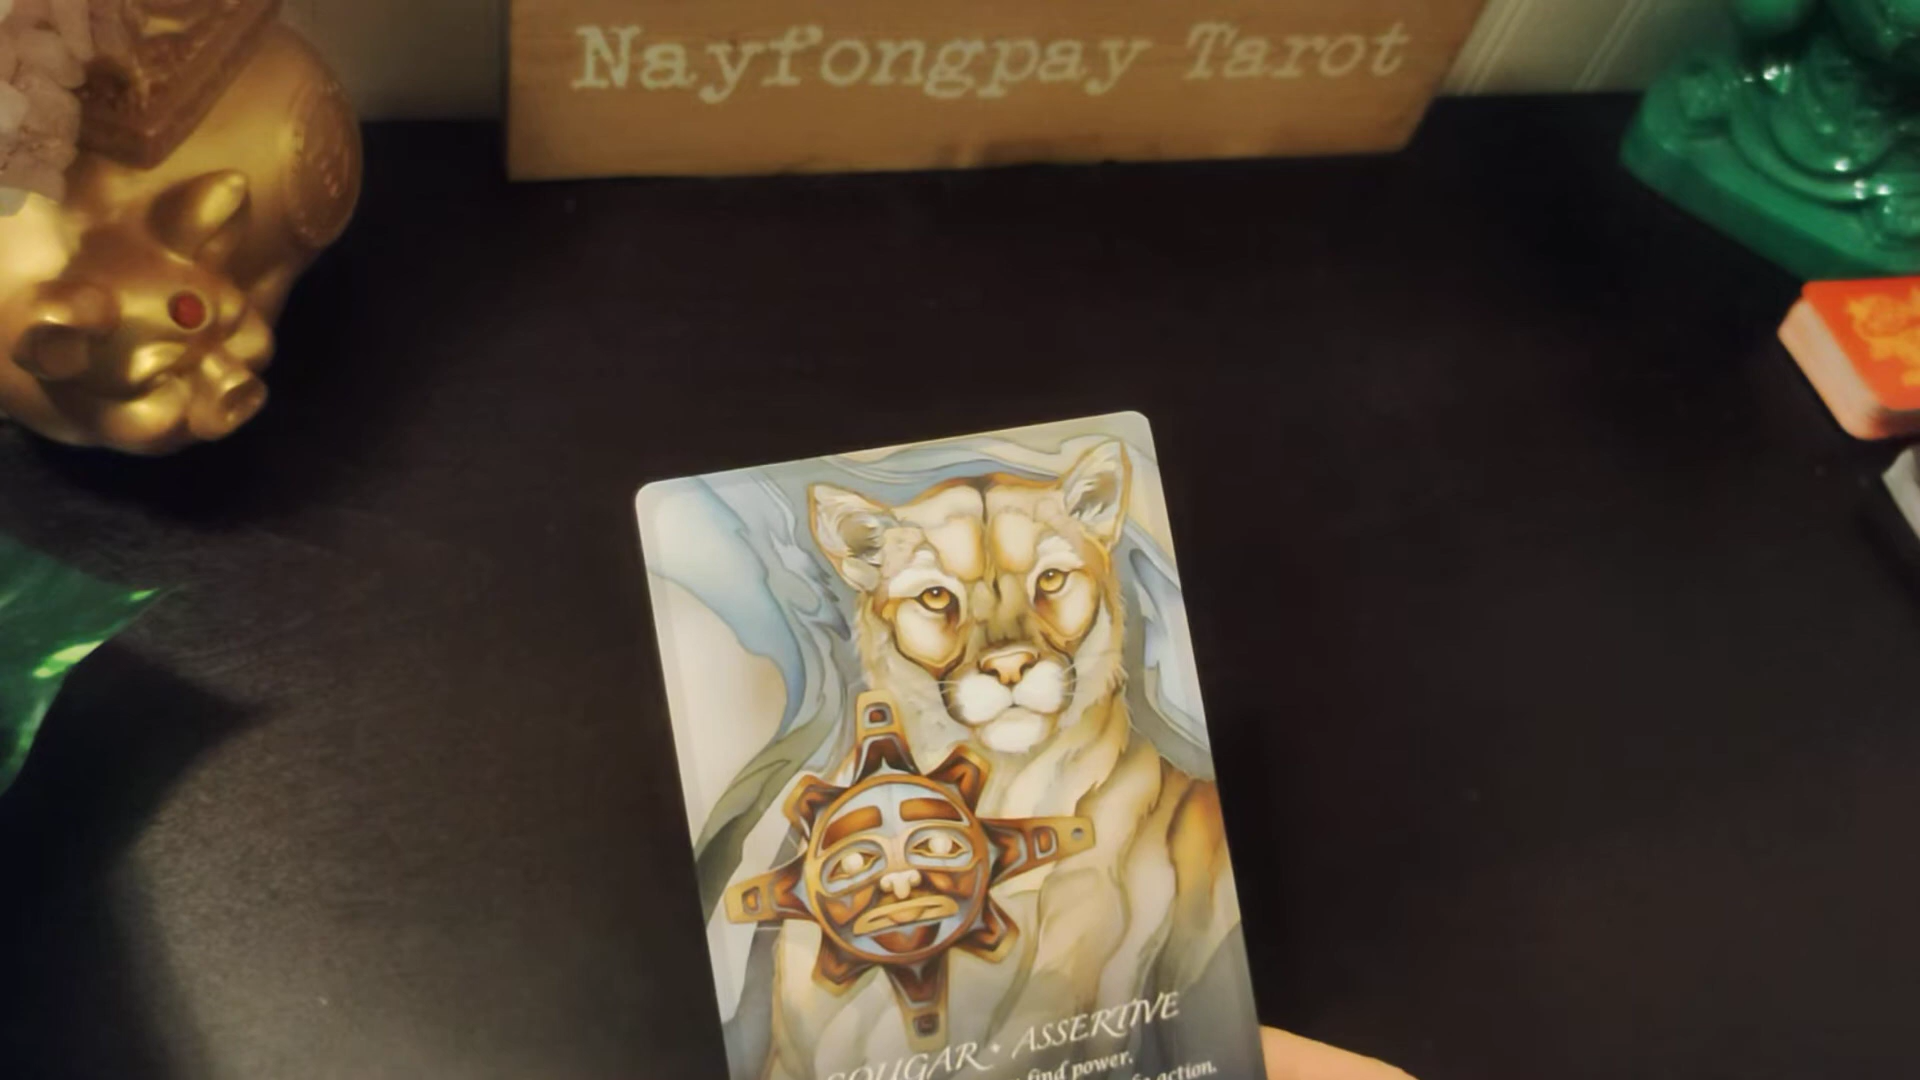 Nayfongpay Tarot
COUGAR • ASSERTIVE
find power.
action.